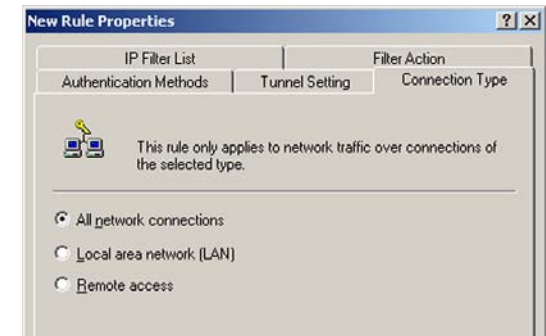 New Rule Properties
IP Filter List
Filter Action
Authentication Methods
Tunnel Setting
Connection Type
This rule only applies to network traffic over connections of
the selected type.
All network connections
Local area network (LAN)
Remote access